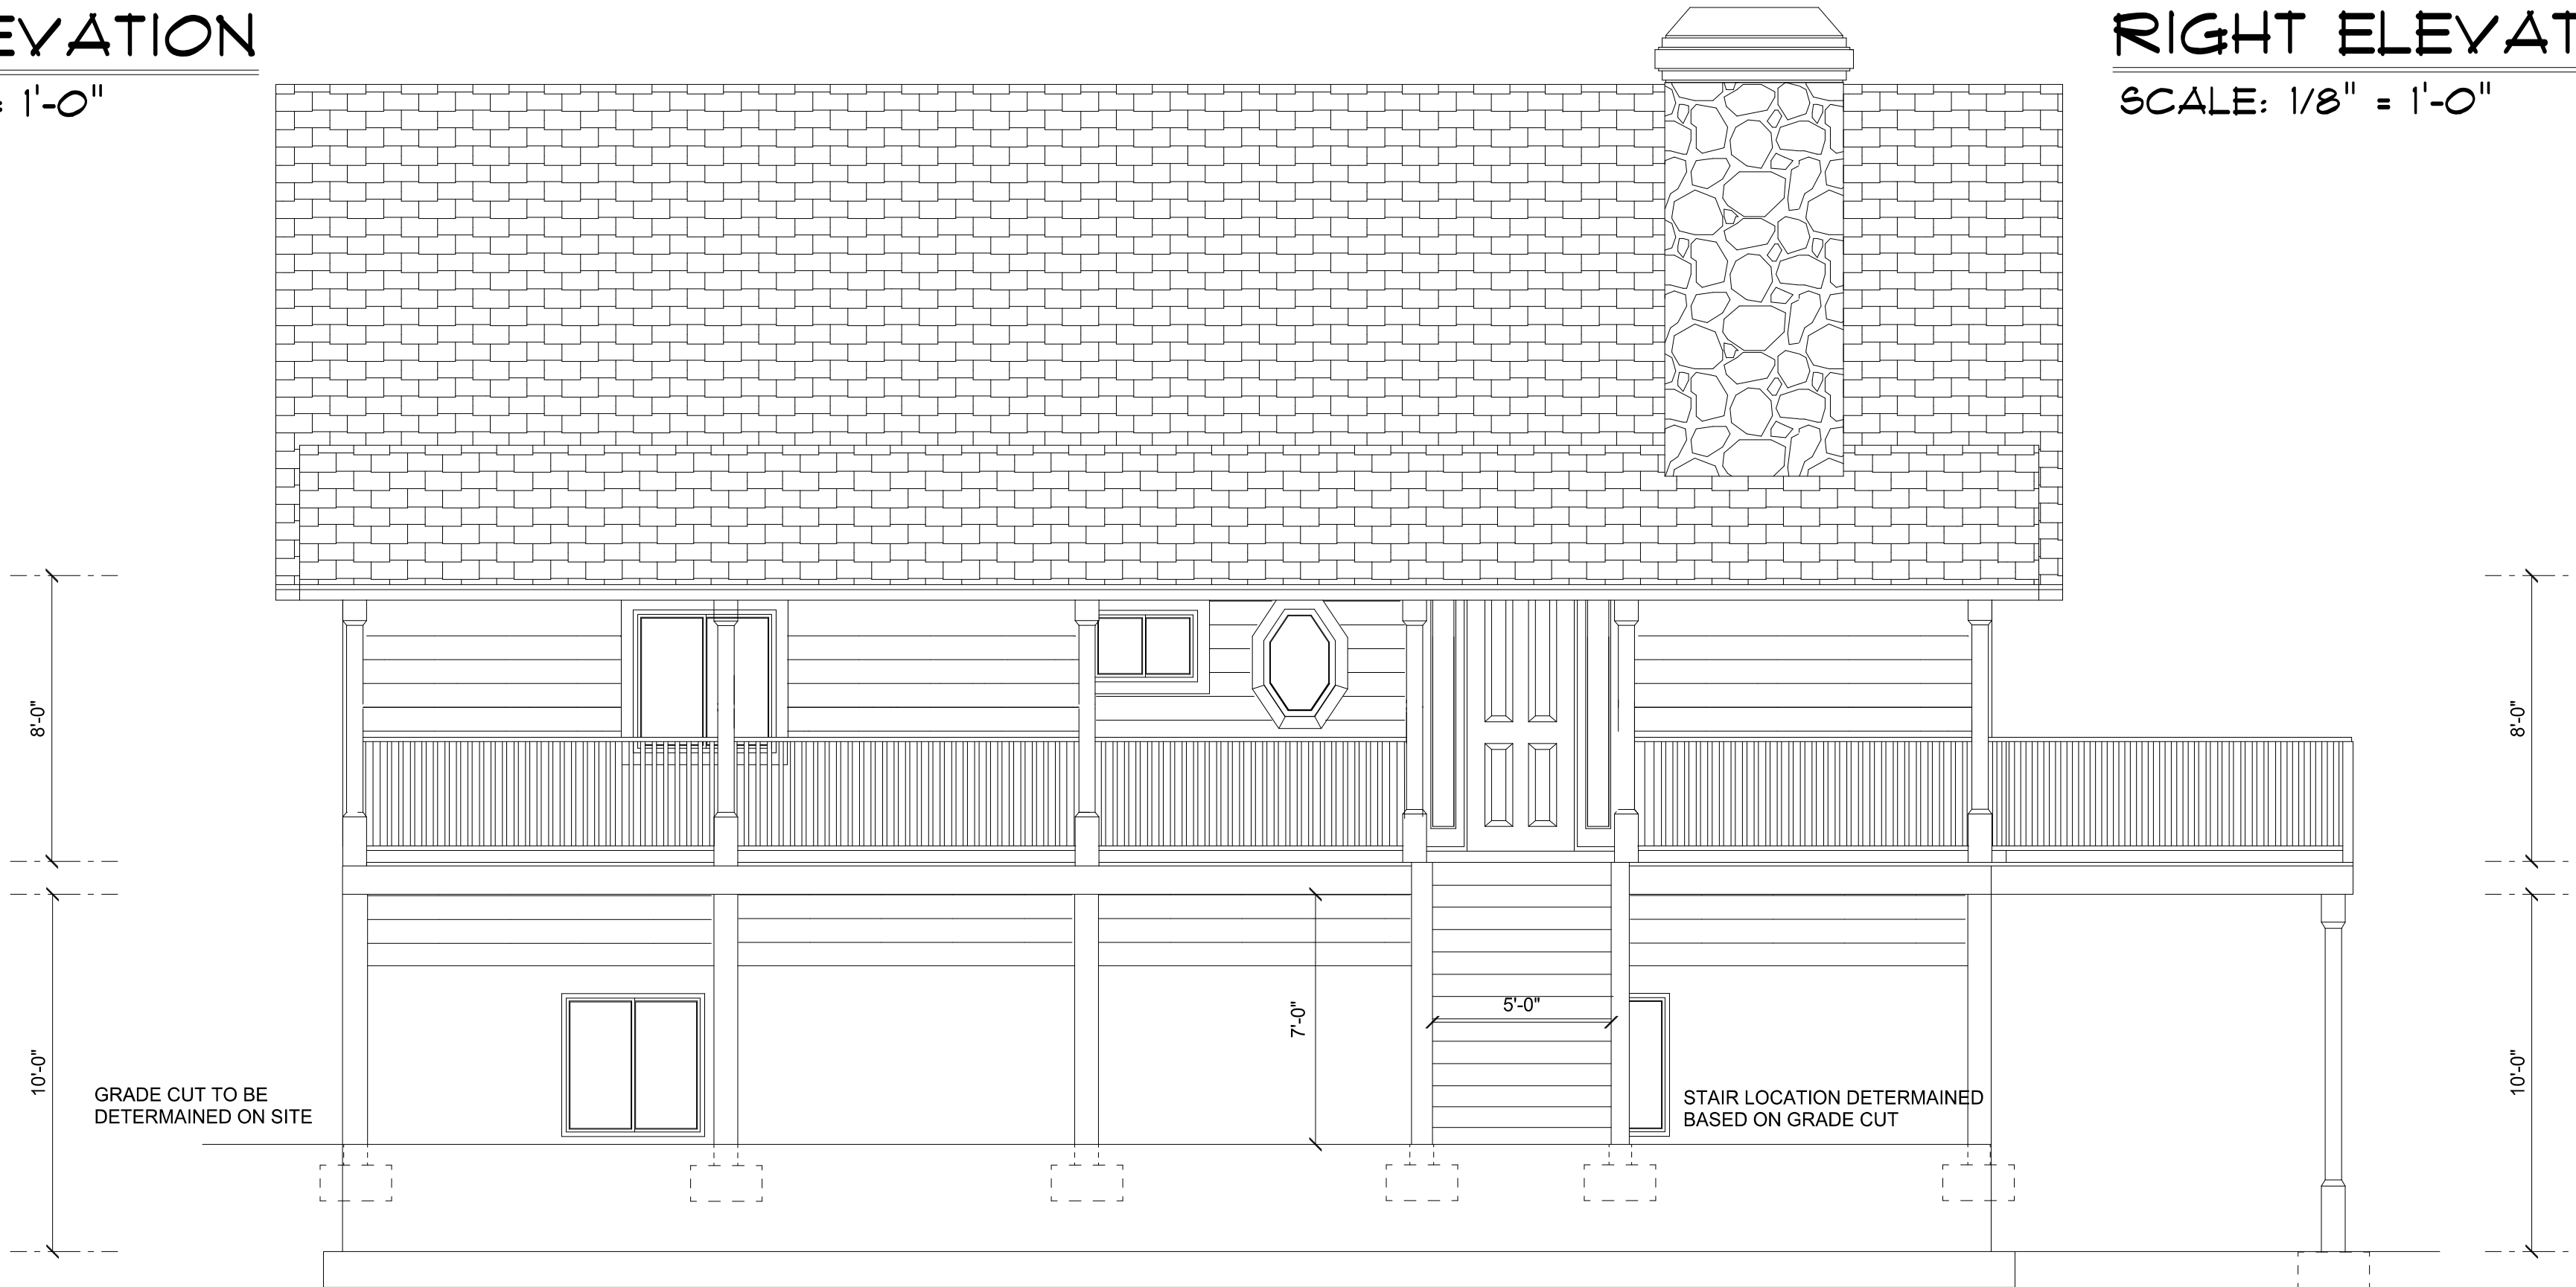 EVATION
= 1'-0"
RIGHT ELEVAT
SCALE: 1/8" = 1'-0"
8'-0"
8'-0"
10'-0"
7'-0"
5'-0"
10'-0"
GRADE CUT TO BE
DETERMAINED ON SITE
STAIR LOCATION DETERMAINED
BASED ON GRADE CUT